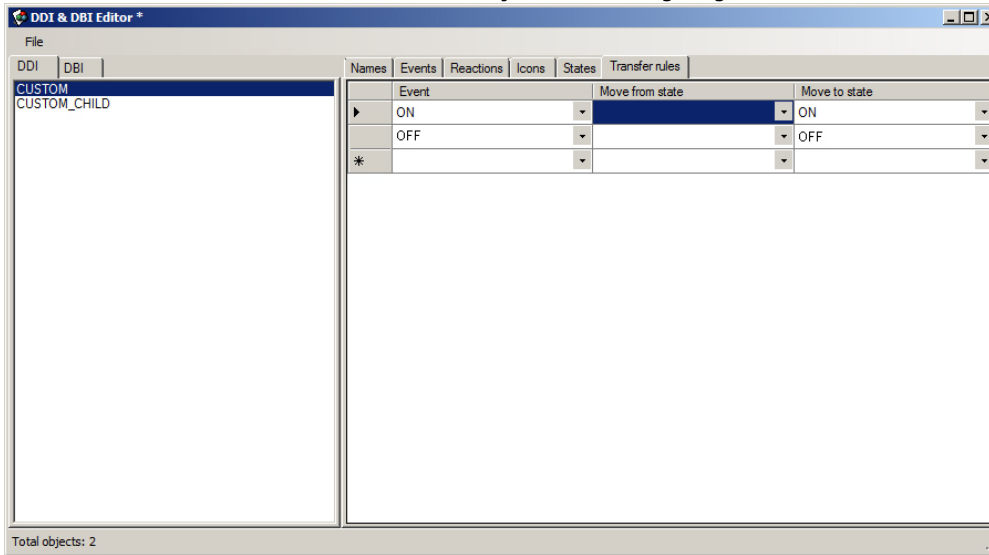 DDI & DBI Editor *
File
DDI DBI
CUSTOM
CUSTOM_CHILD
Names Events Reactions Icons States Transfer rules
Event Move from state Move to state
ON ON
OFF OFF
Total objects: 2